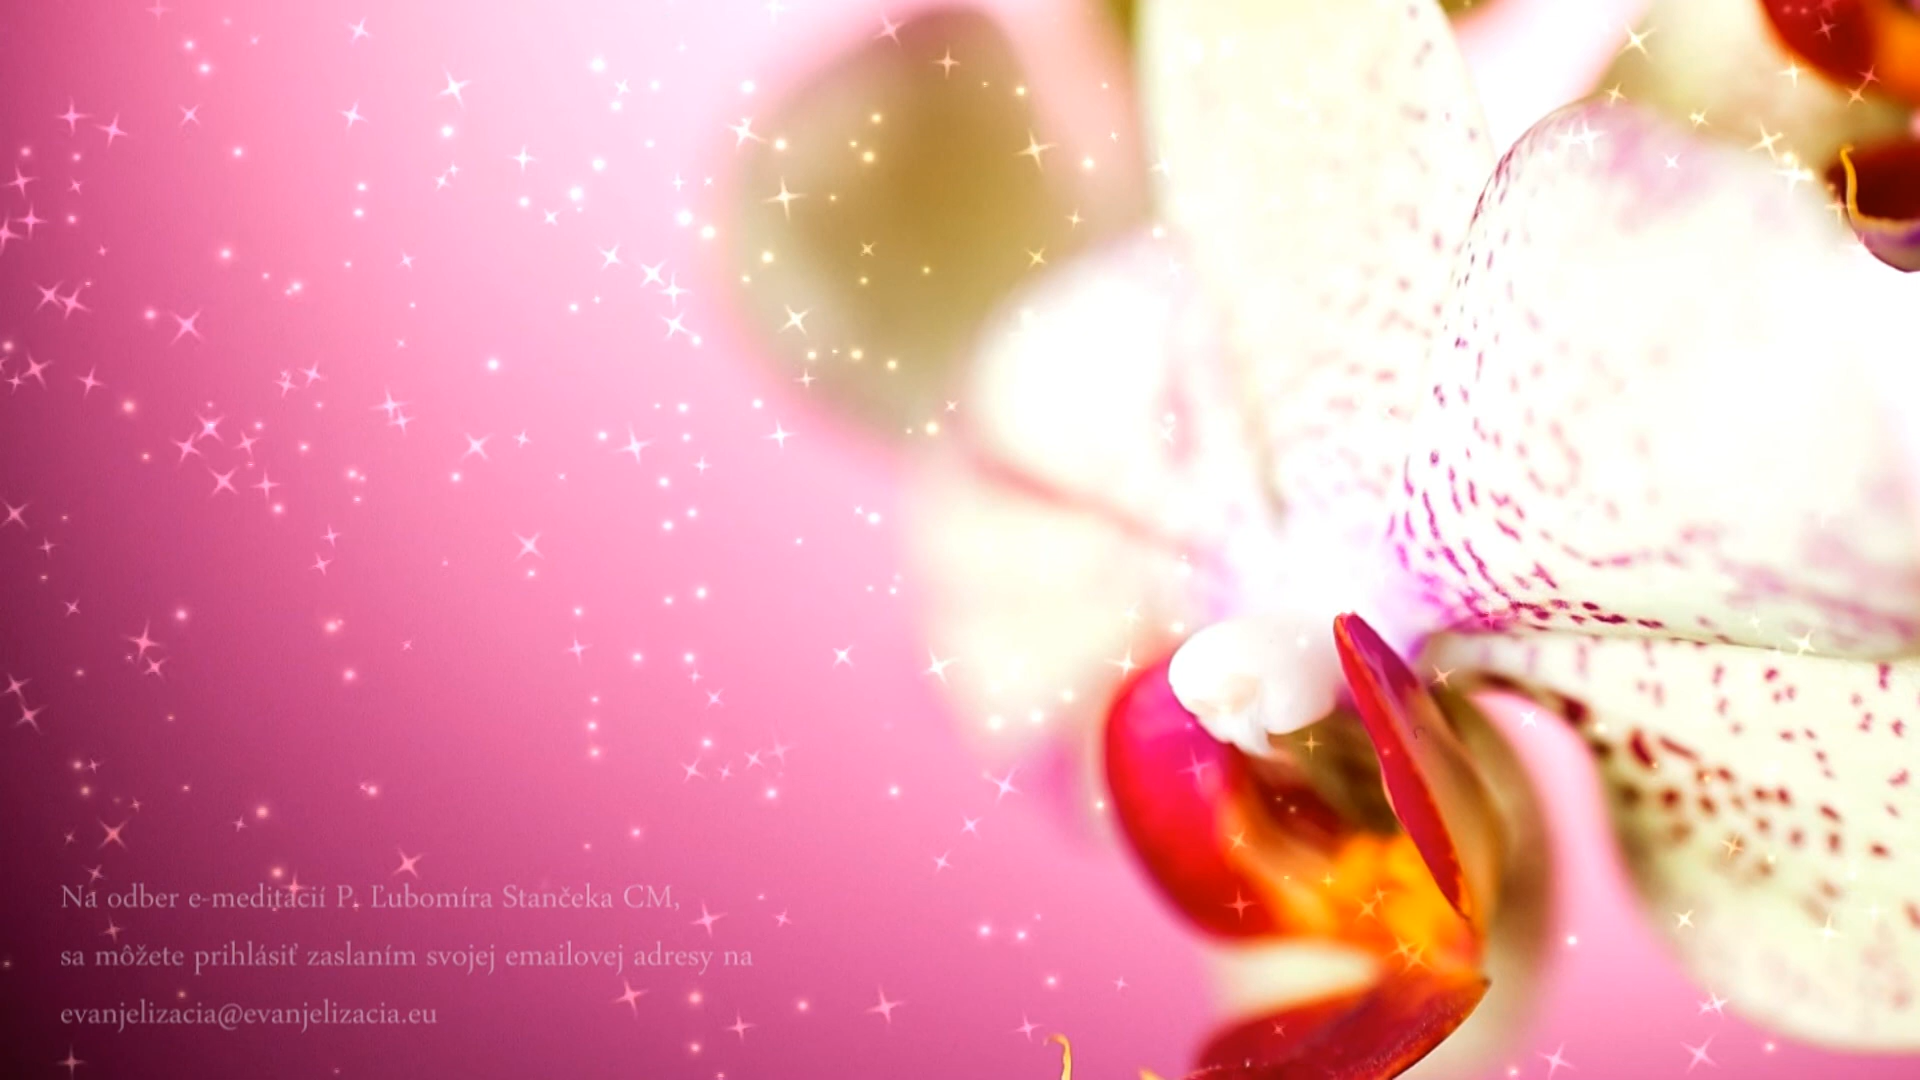 Na odber e-meditácií P. Ľubomíra Stančeka CM,
sa môžete prihlásiť zaslaním svojej emailovej adresy na
evanjelizacia@evanjelizacia.eu